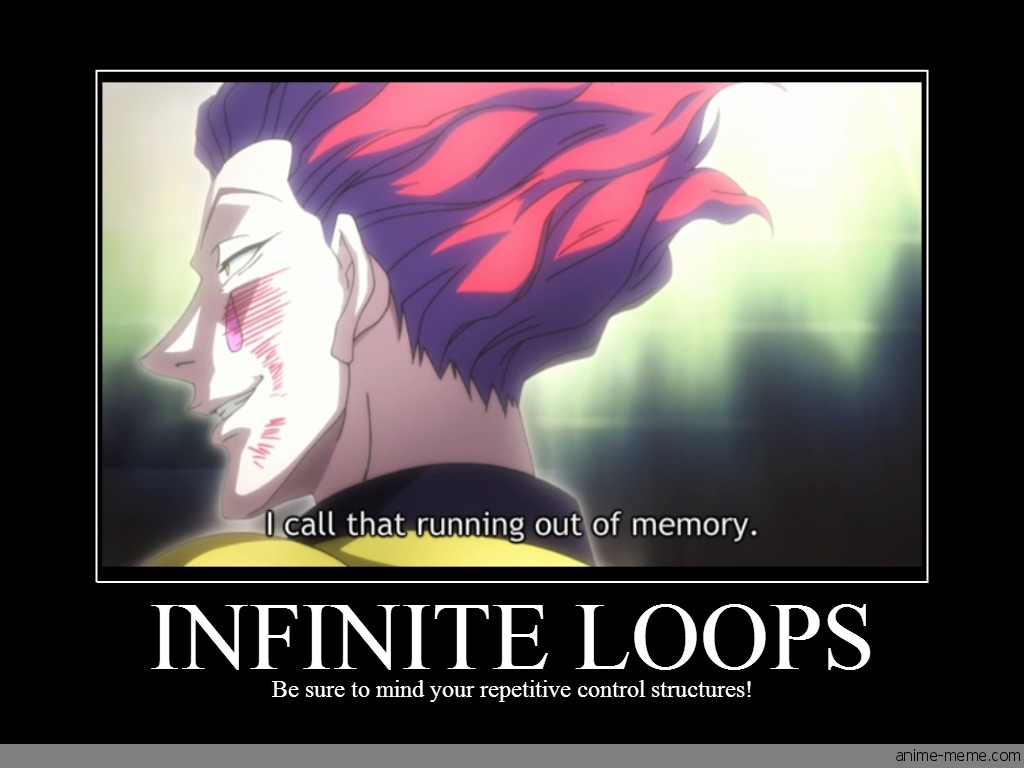 I call that running out of memory.
INFINITE LOOPS
Be sure to mind your repetitive control structures!
anime-meme.com